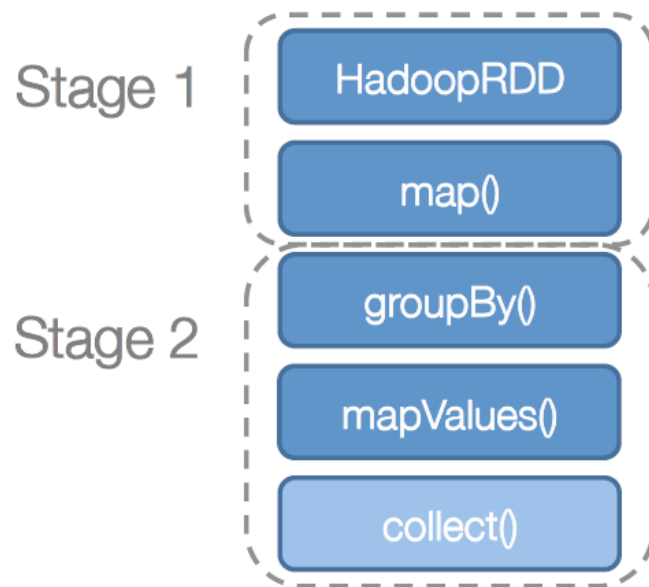 Stage 1
HadoopRDD
map()
Stage 2
groupBy()
mapValues()
collect()